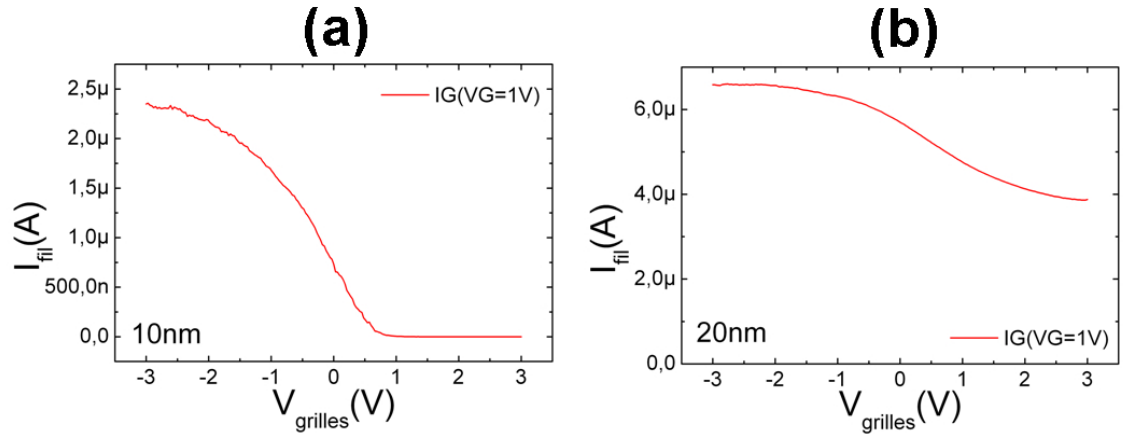 (a)
2,5µ
2,0µ
1,5µ
1,0µ
500,0n
0,0
I_fil(A)
IG(VG=1V)
10nm
-3 -2 -1 0 1 2 3
V_grilles(V)
(b)
6,0µ
4,0µ
2,0µ
0,0
I_fil(A)
20nm
IG(VG=1V)
-3 -2 -1 0 1 2 3
V_grilles(V)